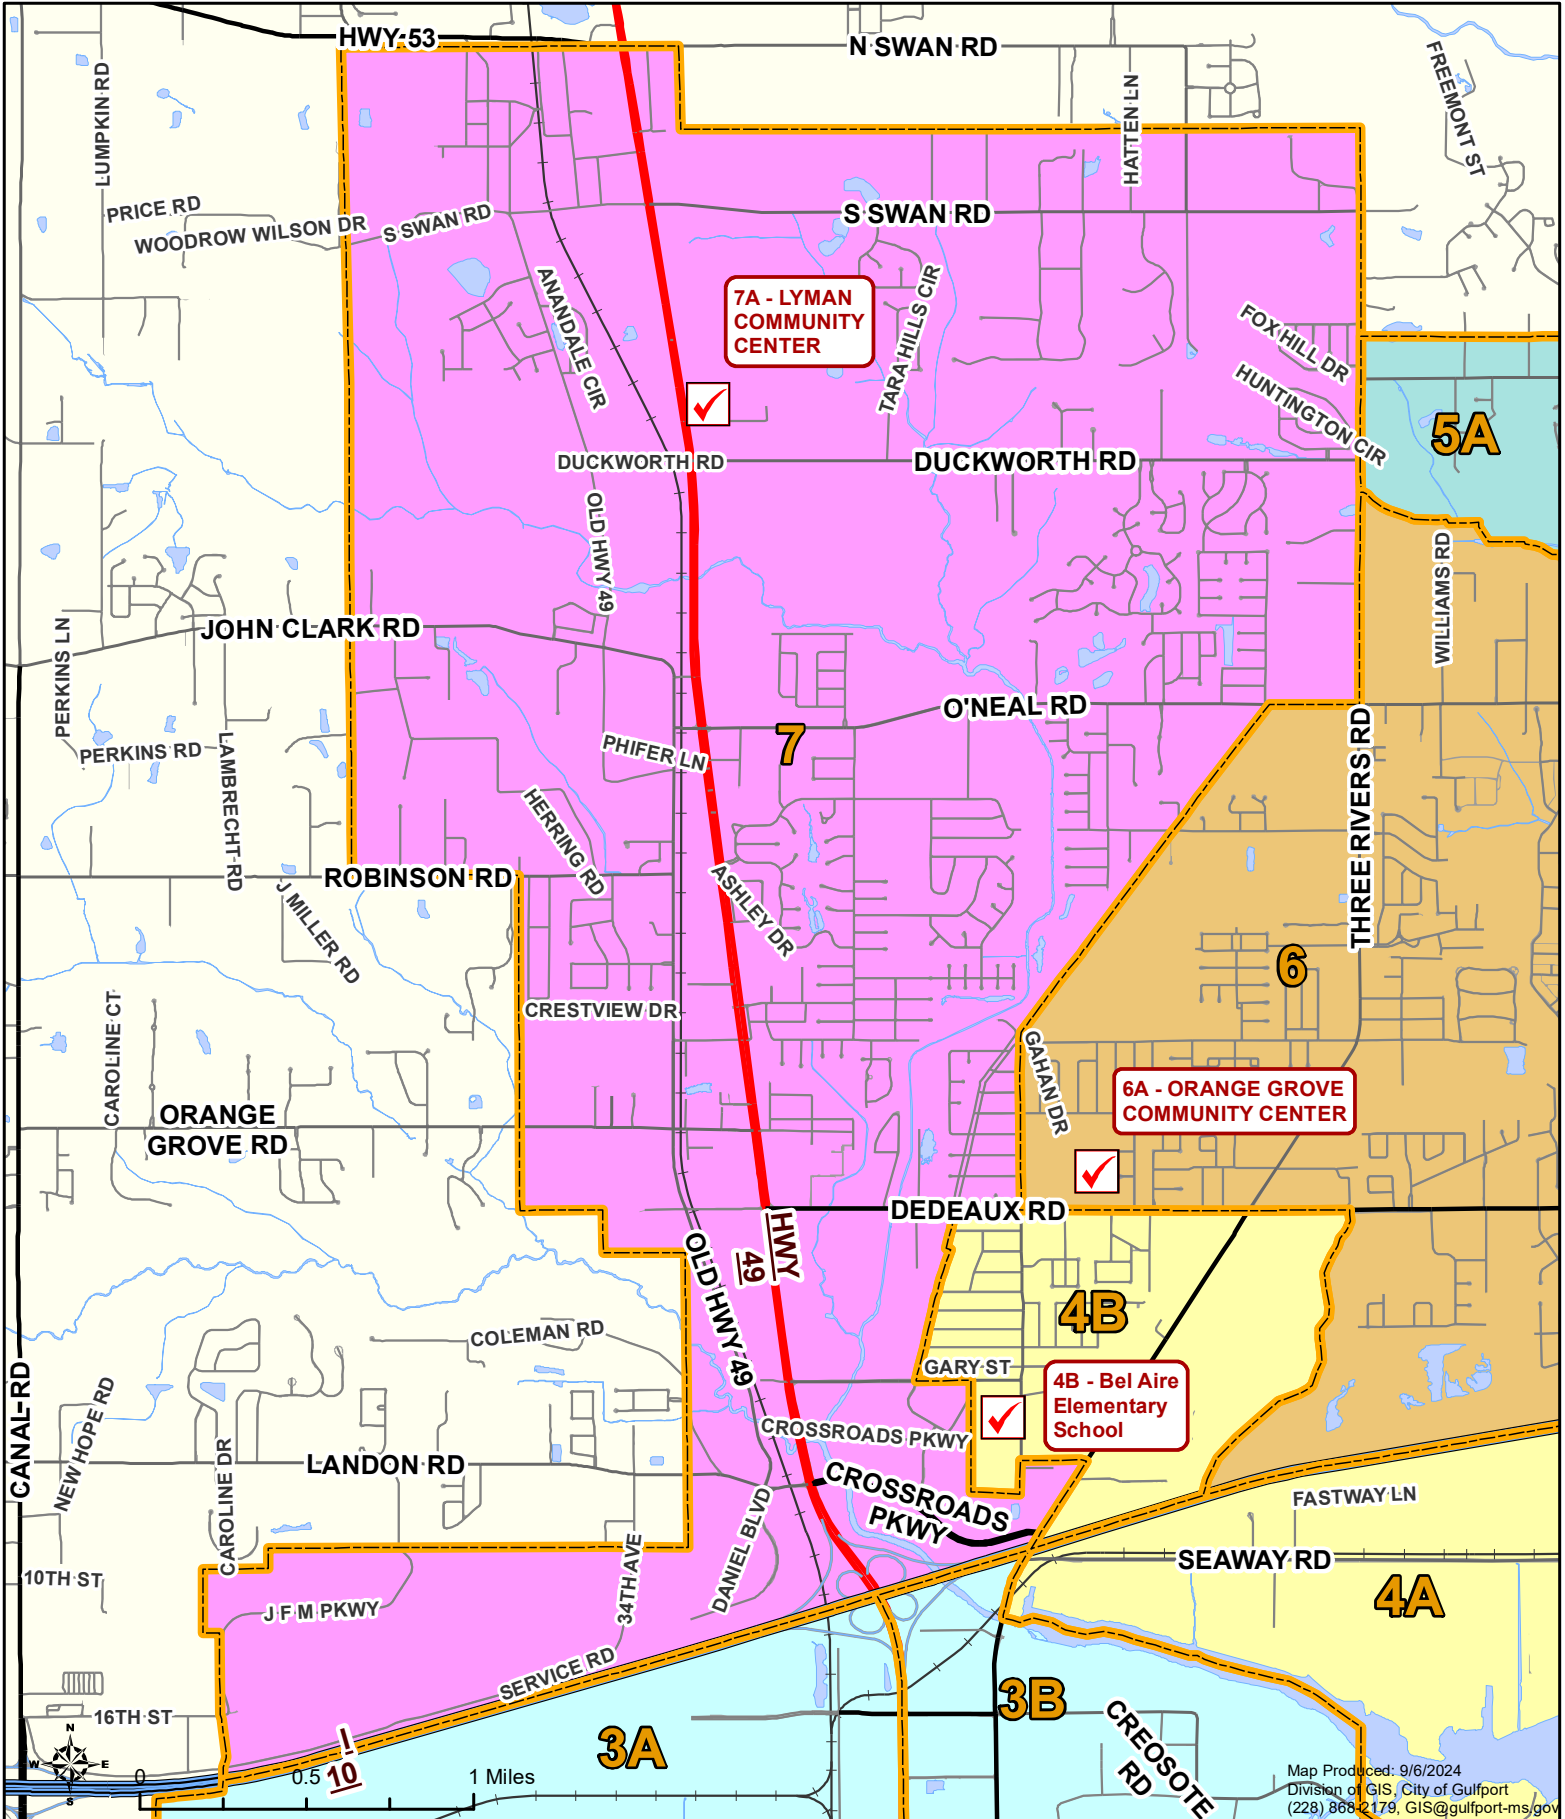 HWY 53
N SWAN RD
FREEMONT ST
LUMPKIN RD
HATTEN LN
PRICE RD
WOODROW WILSON DR
S SWAN RD
S SWAN RD
ANANDALE CIR
7A - LYMAN
COMMUNITY
CENTER
TARA HILLS CIR
FOX HILL DR
HUNTINGTON CIR
5A
DUCKWORTH RD
DUCKWORTH RD
OLD HWY 49
WILLIAMS RD
JOHN CLARK RD
PERKINS LN
O'NEAL RD
PERKINS RD
LAMBRECHT RD
PHIFER LN
7
THREE RIVERS RD
HERRING RD
ROBINSON RD
ASHLEY DR
J MILLER RD
6
CRESTVIEW DR
CAROLINE CT
GAHAN DR
6A - ORANGE GROVE
COMMUNITY CENTER
ORANGE
GROVE RD
DEDEAUX RD
HWY
49
OLD HWY 49
4B
COLEMAN RD
GARY ST
4B - Bel Aire
Elementary
School
CANAL RD
NEW HOPE RD
CAROLINE DR
LANDON RD
CROSSROADS PKWY
CROSSROADS
PKWY
FASTWAY LN
DANIEL BLVD
34TH AVE
SEAWAY RD
10TH ST
J F M PKWY
4A
SERVICE RD
3B
16TH ST
3A
CREOSOTE
RD
I
10
N
W
E
S
0
0.5
1 Miles
Map Produced: 9/6/2024
Division of GIS, City of Gulfport
(228) 868-2179, GIS@gulfport-ms.gov